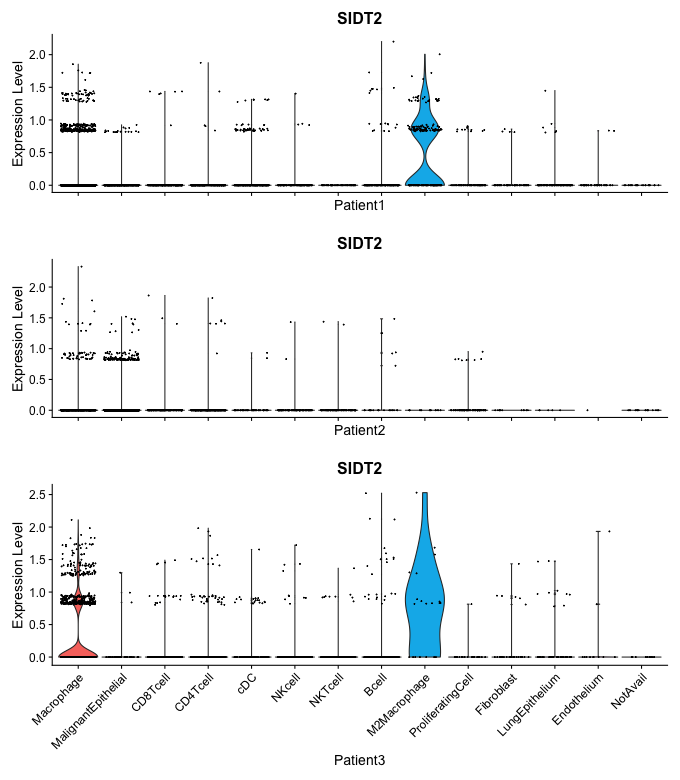 SIDT2
Expression Level
2.0
1.5
1.0
0.5
0.0
Patient1
SIDT2
Expression Level
2.0
1.5
1.0
0.5
0.0
Patient2
SIDT2
Expression Level
2.5
2.0
1.5
1.0
0.5
0.0
Macrophage
MalignantEpithelial
CD8Tcell
CD4Tcell
cDC
NKcell
NKTcell
Bcell
M2Macrophage
ProliferatingCell
Fibroblast
LungEpithelium
Endothelium
NotAvail
Patient3